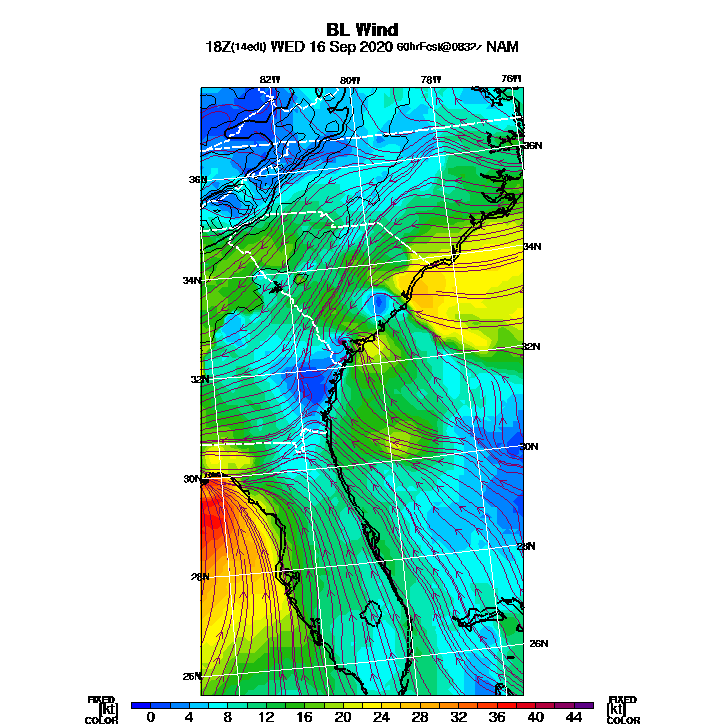 BL Wind
18Z(14edt) WED 16 Sep 2020 60hrFcst@0832z NAM
82W 80W 78W 76W
36N
36N
34N
34N
32N
32N
30N
30N
28N
28N
26N
26N
FIXED FIXED
[kt] 0 4 8 12 16 20 24 28 32 36 40 44 [kt]
COLOR COLOR